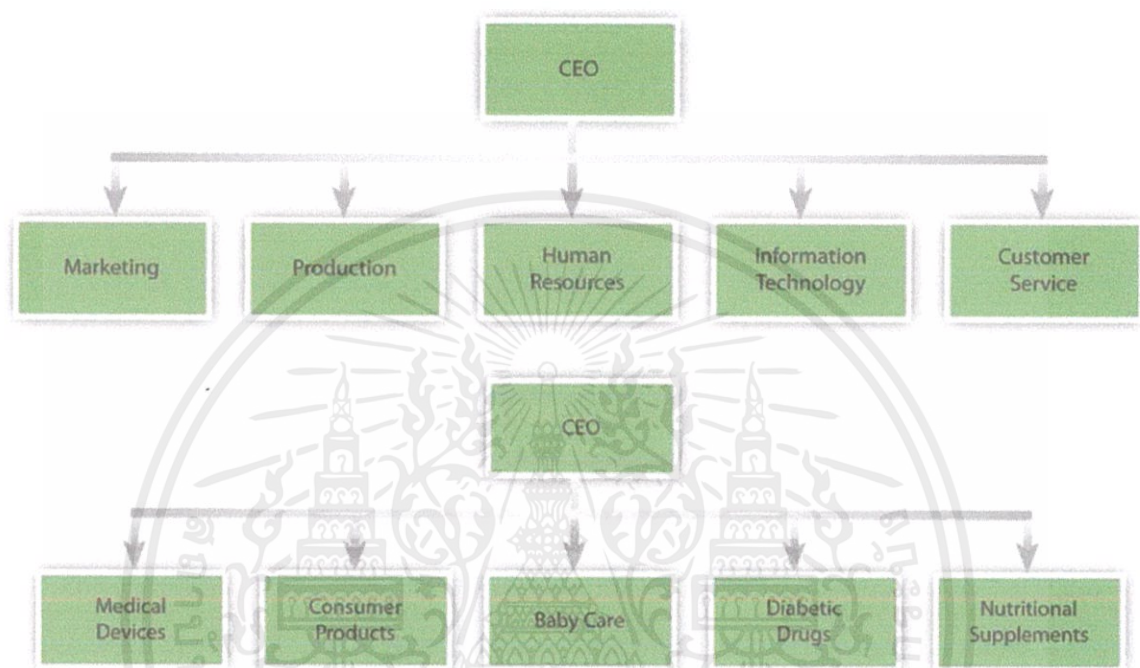 CEO
Marketing
Production
Human
Resources
Information
Technology
Customer
Service
CEO
Medical
Devices
Consumer
Products
Baby Care
Diabetic
Drugs
Nutritional
Supplements